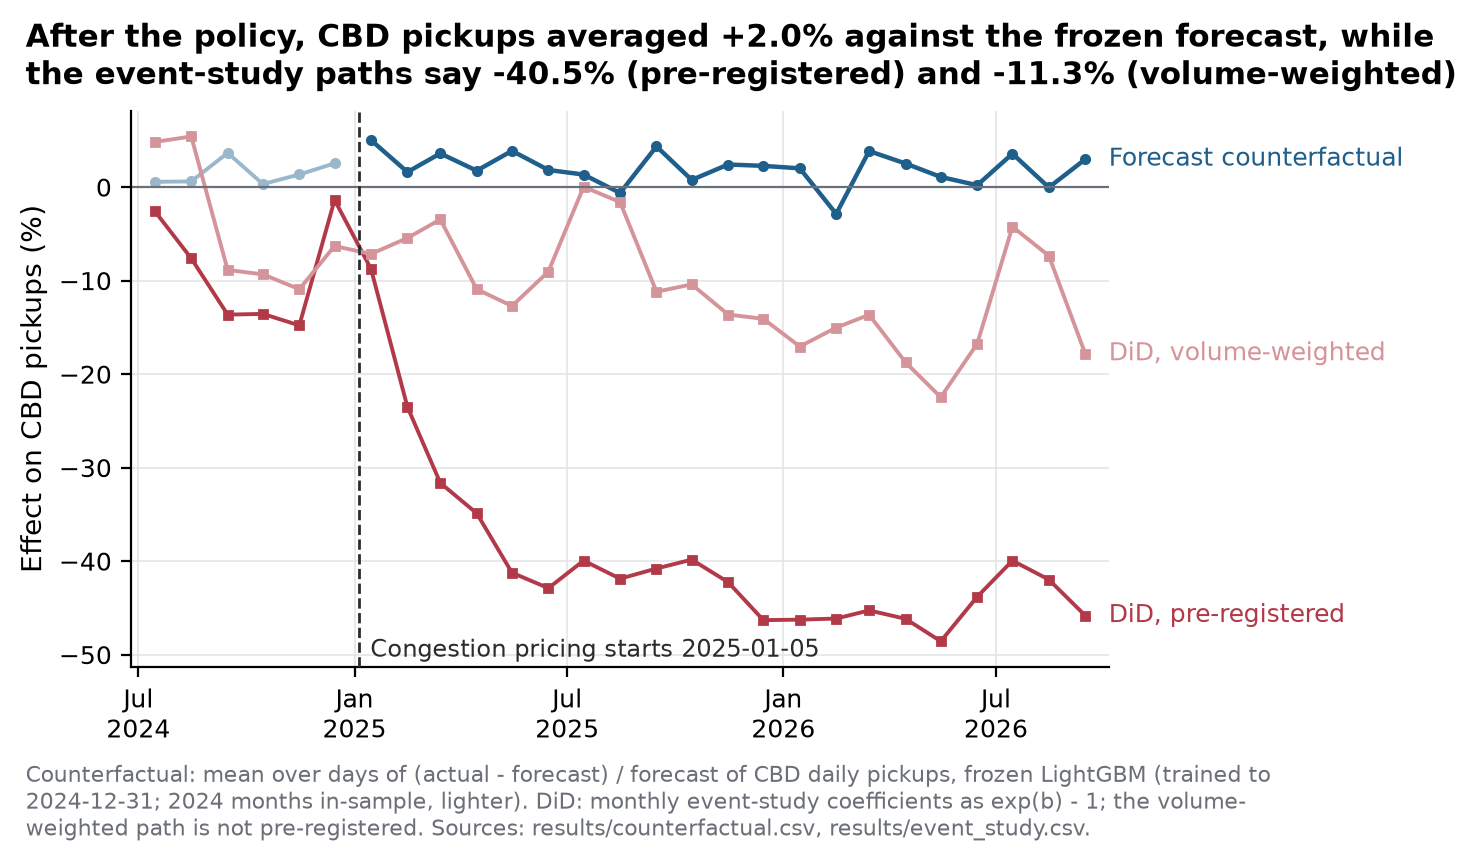 After the policy, CBD pickups averaged +2.0% against the frozen forecast, while
the event-study paths say -40.5% (pre-registered) and -11.3% (volume-weighted)
Effect on CBD pickups (%)
0
−10
−20
−30
−40
−50
Forecast counterfactual
DiD, volume-weighted
DiD, pre-registered
Congestion pricing starts 2025-01-05
Jul
2024
Jan
2025
Jul
2025
Jan
2026
Jul
2026
Counterfactual: mean over days of (actual - forecast) / forecast of CBD daily pickups, frozen LightGBM (trained to
2024-12-31; 2024 months in-sample, lighter). DiD: monthly event-study coefficients as exp(b) - 1; the volume-
weighted path is not pre-registered. Sources: results/counterfactual.csv, results/event_study.csv.